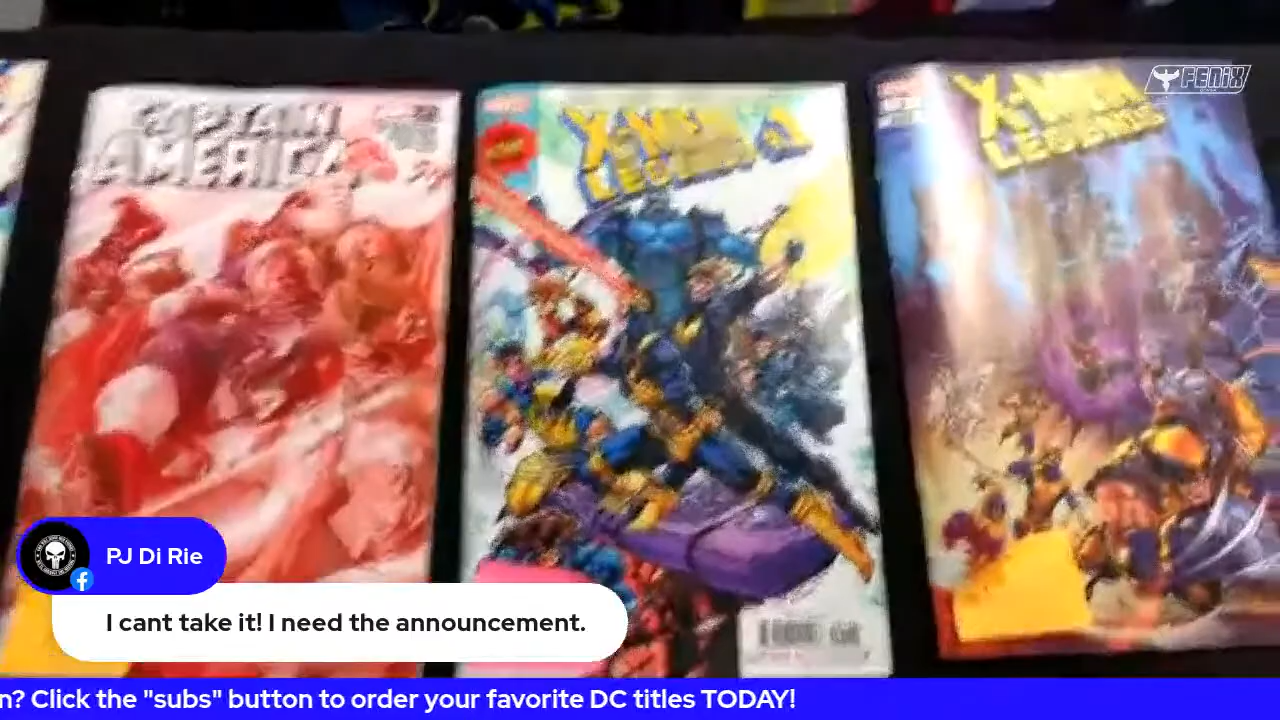 FENIX
CAPTAIN
AMERICA
X-MEN
LEGENDS
X-MEN
LEGENDS
PJ Di Rie
I cant take it! I need the announcement.
n? Click the "subs" button to order your favorite DC titles TODAY!